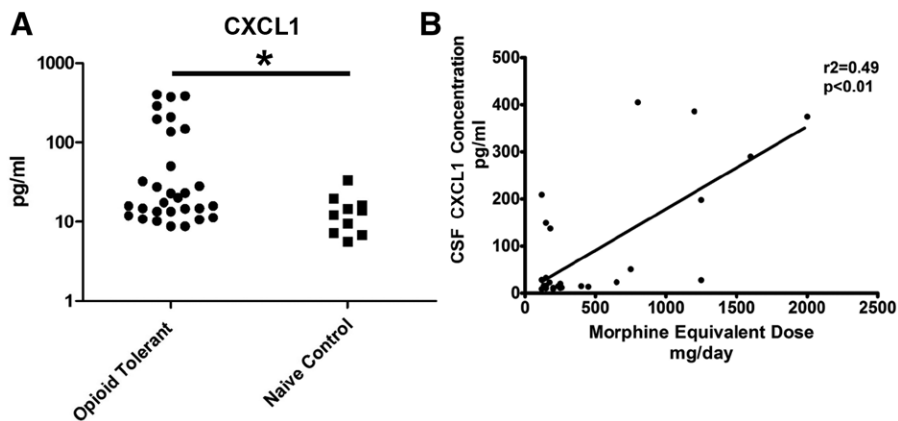 A
CXCL1
*
1000
100
10
1
pg/ml
Opioid Tolerant
Naive Control
B
500
400
300
200
100
0
CSF CXCL1 Concentration
pg/ml
r2=0.49
p<0.01
0 500 1000 1500 2000 2500
Morphine Equivalent Dose
mg/day